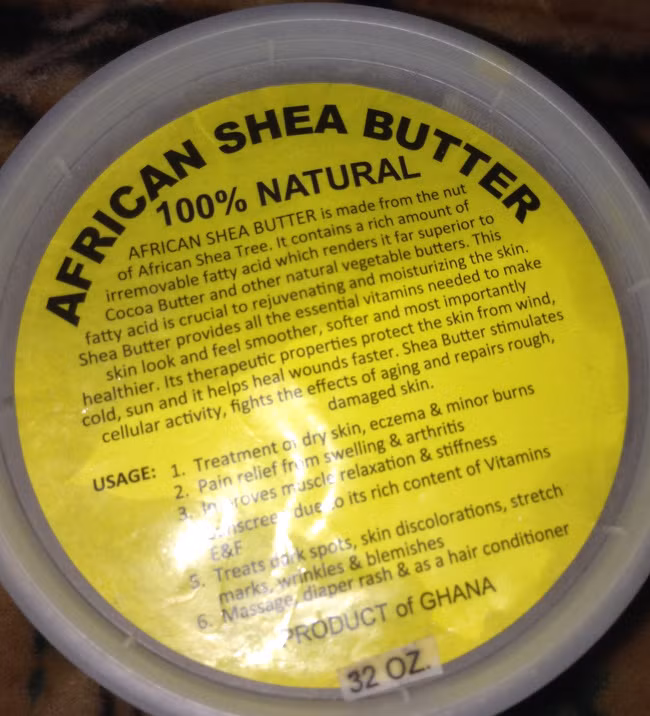 AFRICAN SHEA BUTTER
100% NATURAL
AFRICAN SHEA BUTTER is made from the nut
of African Shea Tree. It contains a rich amount of
irremovable fatty acid which renders it far superior to
Cocoa Butter and other natural vegetable butters. This
fatty acid is crucial to rejuvenating and moisturizing the skin.
Shea Butter provides all the essential vitamins needed to make
skin look and feel smoother, softer and most importantly
healthier. Its therapeutic properties protect the skin from wind,
cold, sun and it helps heal wounds faster. Shea Butter stimulates
cellular activity, fights the effects of aging and repairs rough,
damaged skin.
USAGE: 1. Treatment of dry skin, eczema & minor burns
2. Pain relief from swelling & arthritis
3. Improves muscle relaxation & stiffness
Sunscreen due to its rich content of Vitamins
E&F
5. Treats dark spots, skin discolorations, stretch
marks, wrinkles & blemishes
6. Massage, diaper rash & as a hair conditioner
PRODUCT of GHANA
32 OZ.